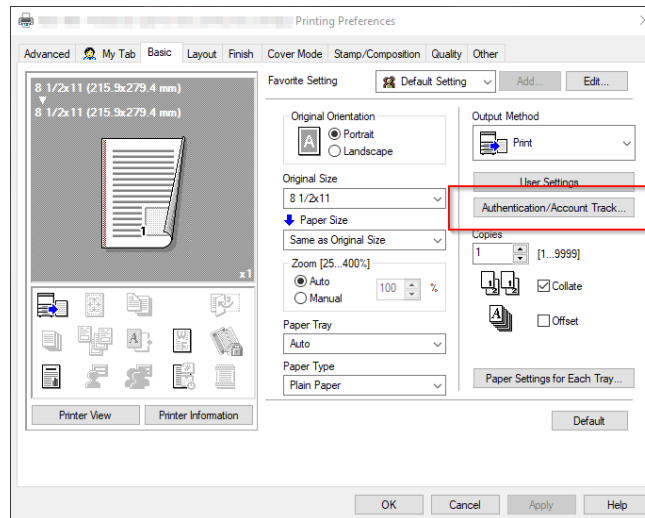 Printing Preferences
Advanced My Tab Basic Layout Finish Cover Mode Stamp/Composition Quality Other
8 1/2x11 (215.9x279.4 mm)
8 1/2x11 (215.9x279.4 mm)
1
x1
Printer View Printer Information
Favorite Setting Default Setting Add... Edit...
Original Orientation
A
Portrait
Landscape
Original Size
8 1/2x11
Paper Size
Same as Original Size
Zoom [25...400%]
Auto
Manual
100 %
Paper Tray
Auto
Paper Type
Plain Paper
Output Method
Print
User Settings
Authentication/Account Track...
Copies
1 [1...9999]
Collate
Offset
Paper Settings for Each Tray...
Default
OK Cancel Apply Help